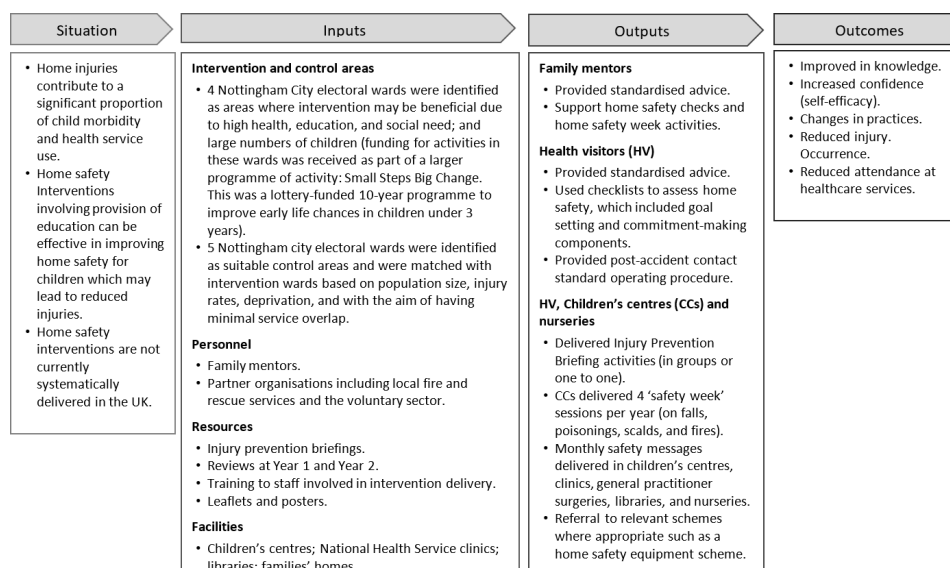 Situation
• Home injuries
contribute to a
significant proportion
of child morbidity
and health service
use.
• Home safety
Interventions
involving provision of
education can be
effective in improving
home safety for
children which may
lead to reduced
injuries.
• Home safety
interventions are not
currently
systematically
delivered in the UK.
Inputs
Intervention and control areas
• 4 Nottingham City electoral wards were identified
as areas where intervention may be beneficial due
to high health, education, and social need; and
large numbers of children (funding for activities in
these wards was received as part of a larger
programme of activity: Small Steps Big Change.
This was a lottery-funded 10-year programme to
improve early life chances in children under 3
years).
• 5 Nottingham city electoral wards were identified
as suitable control areas and were matched with
intervention wards based on population size, injury
rates, deprivation, and with the aim of having
minimal service overlap.
Personnel
• Family mentors.
• Partner organisations including local fire and
rescue services and the voluntary sector.
Resources
• Injury prevention briefings.
• Reviews at Year 1 and Year 2.
• Training to staff involved in intervention delivery.
• Leaflets and posters.
Facilities
• Children's centres; National Health Service clinics;
libraries; families' homes
Outputs
Family mentors
• Provided standardised advice.
• Support home safety checks and
home safety week activities.
Health visitors (HV)
• Provided standardised advice.
• Used checklists to assess home
safety, which included goal
setting and commitment-making
components.
• Provided post-accident contact
standard operating procedure.
HV, Children's centres (CCs) and
nurseries
• Delivered Injury Prevention
Briefing activities (in groups or
one to one).
• CCs delivered 4 'safety week'
sessions per year (on falls,
poisonings, scalds, and fires).
• Monthly safety messages
delivered in children's centres,
clinics, general practitioner
surgeries, libraries, and nurseries.
• Referral to relevant schemes
where appropriate such as a
home safety equipment scheme.
Outcomes
• Improved in knowledge.
• Increased confidence
(self-efficacy).
• Changes in practices.
• Reduced injury.
Occurrence.
• Reduced attendance at
healthcare services.